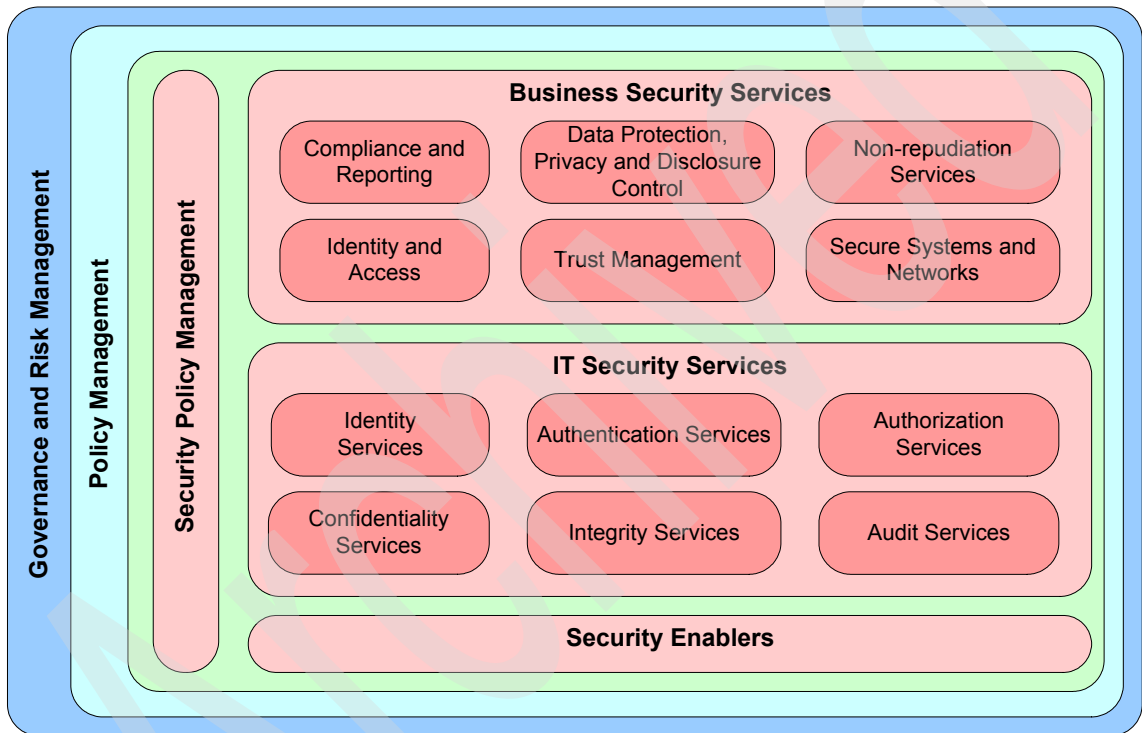 Governance and Risk Management
Policy Management
Security Policy Management
Business Security Services
Compliance and
Reporting
Data Protection,
Privacy and Disclosure
Control
Non-repudiation
Services
Identity and
Access
Trust Management
Secure Systems and
Networks
IT Security Services
Identity
Services
Authentication Services
Authorization
Services
Confidentiality
Services
Integrity Services
Audit Services
Security Enablers
Archived